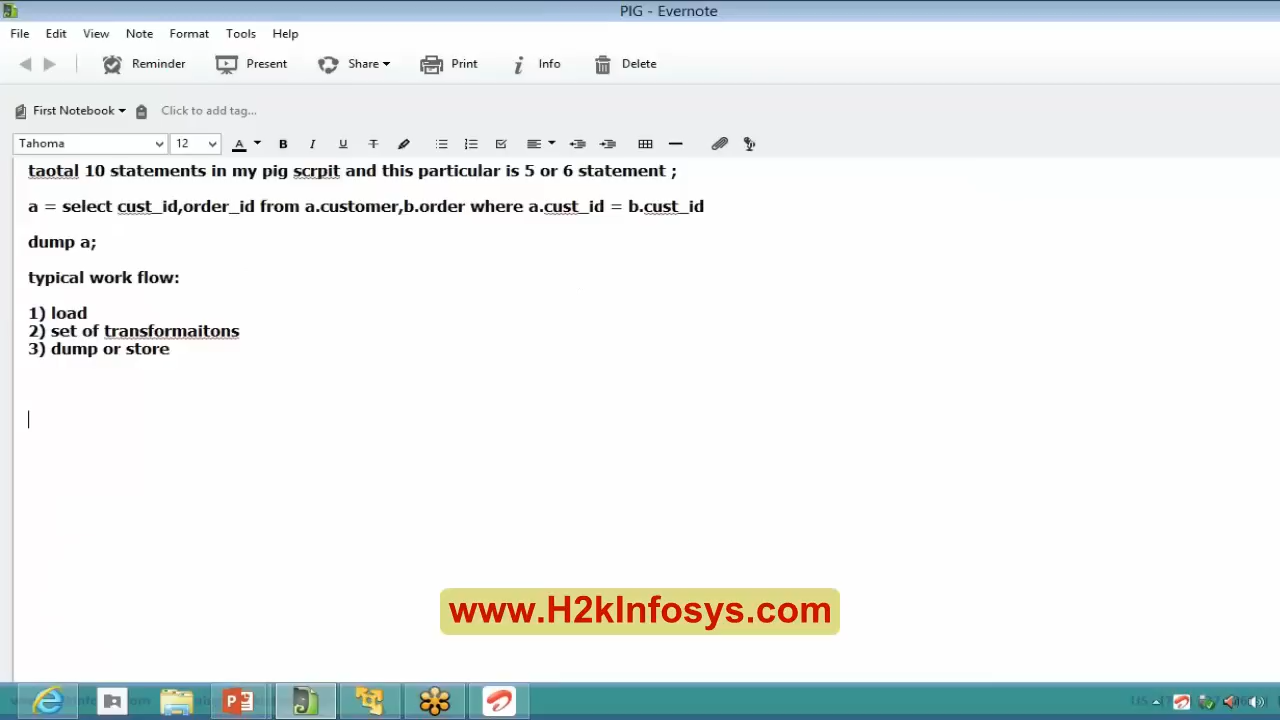 PIG - Evernote
File Edit View Note Format Tools Help
Reminder Present Share Print Info Delete
First Notebook Click to add tag...
Tahoma 12 A B I U T
taotal 10 statements in my pig scrpit and this particular is 5 or 6 statement ;
a = select cust_id,order_id from a.customer,b.order where a.cust_id = b.cust_id
dump a;
typical work flow:
1) load
2) set of transformaitons
3) dump or store
www.H2kInfosys.com